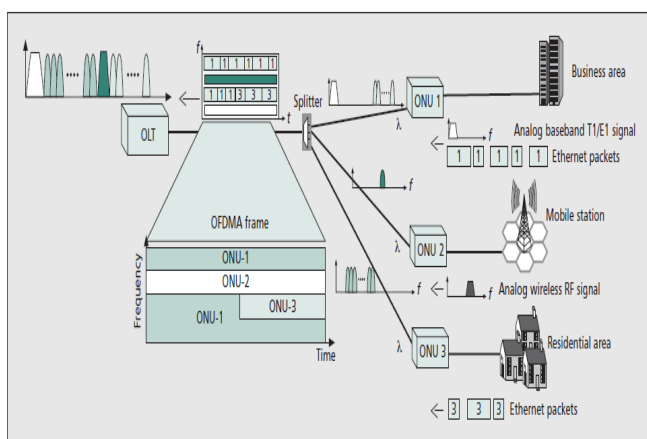 f
1 1 1 1 1 1
1 1 1 3 3 3
t
OLT
Splitter
OFDMA frame
Frequency
ONU-1
ONU-2
ONU-1
ONU-3
Time
f
λ
ONU 1
Business area
Analog baseband T1/E1 signal
f
1 1 1 1 1
Ethernet packets
f
λ
ONU 2
Mobile station
Analog wireless RF signal
f
f
λ
ONU 3
Residential area
3 3 3
Ethernet packets